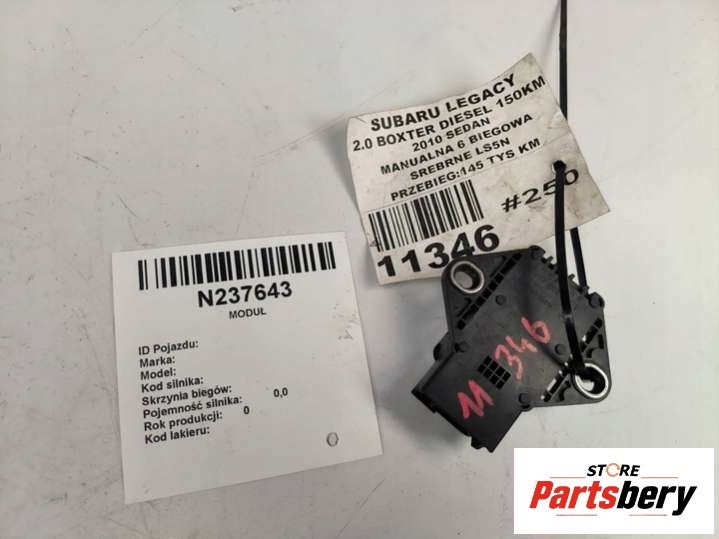 SUBARU LEGACY
2.0 BOXTER DIESEL 150KM
2010 SEDAN
MANUALNA 6 BIEGOWA
SREBRNE LS5N
PRZEBIEG:145 TYS KM
#250
11346
N237643
MODUŁ
ID Pojazdu:
Marka:
Model:
Kod silnika:
Skrzynia biegów:
Pojemność silnika: 0,0
Rok produkcji: 0
Kod lakieru:
11 346
STORE
Partsbery